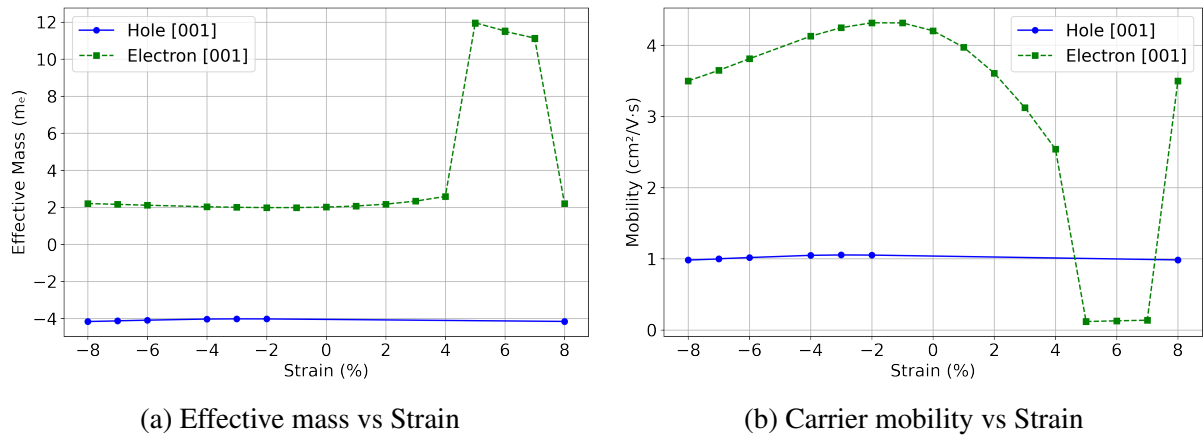 Hole [001]
Electron [001]
12
10
8
6
4
2
0
−2
−4
Effective Mass (mₑ)
−8 −6 −4 −2 0 2 4 6 8
Strain (%)
(a) Effective mass vs Strain
Hole [001]
Electron [001]
4
3
2
1
0
Mobility (cm²/V·s)
−8 −6 −4 −2 0 2 4 6 8
Strain (%)
(b) Carrier mobility vs Strain